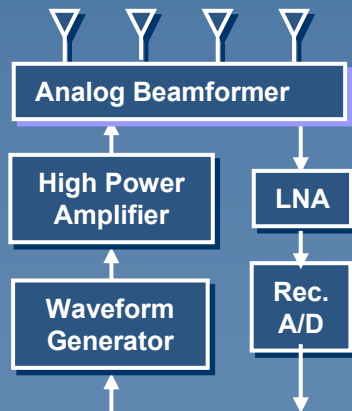 Analog Beamformer
High Power
Amplifier
LNA
Waveform
Generator
Rec.
A/D